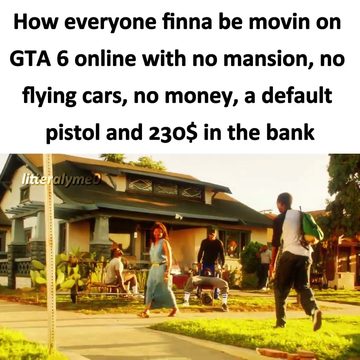 How everyone finna be movin on
GTA 6 online with no mansion, no
flying cars, no money, a default
pistol and 230$ in the bank
litteralyme0